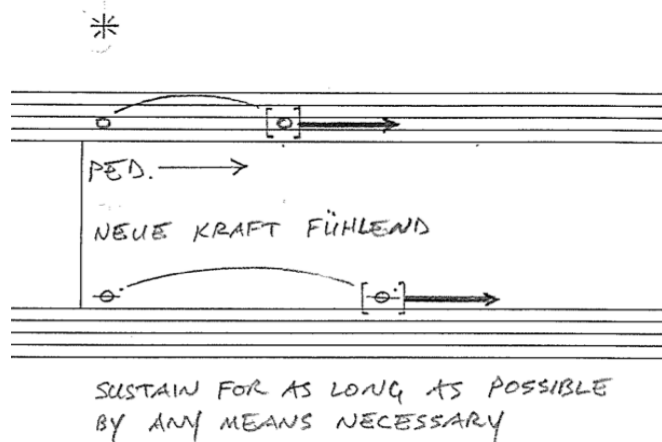 PED.
NEUE KRAFT FÜHLEND
SUSTAIN FOR AS LONG AS POSSIBLE
BY ANY MEANS NECESSARY